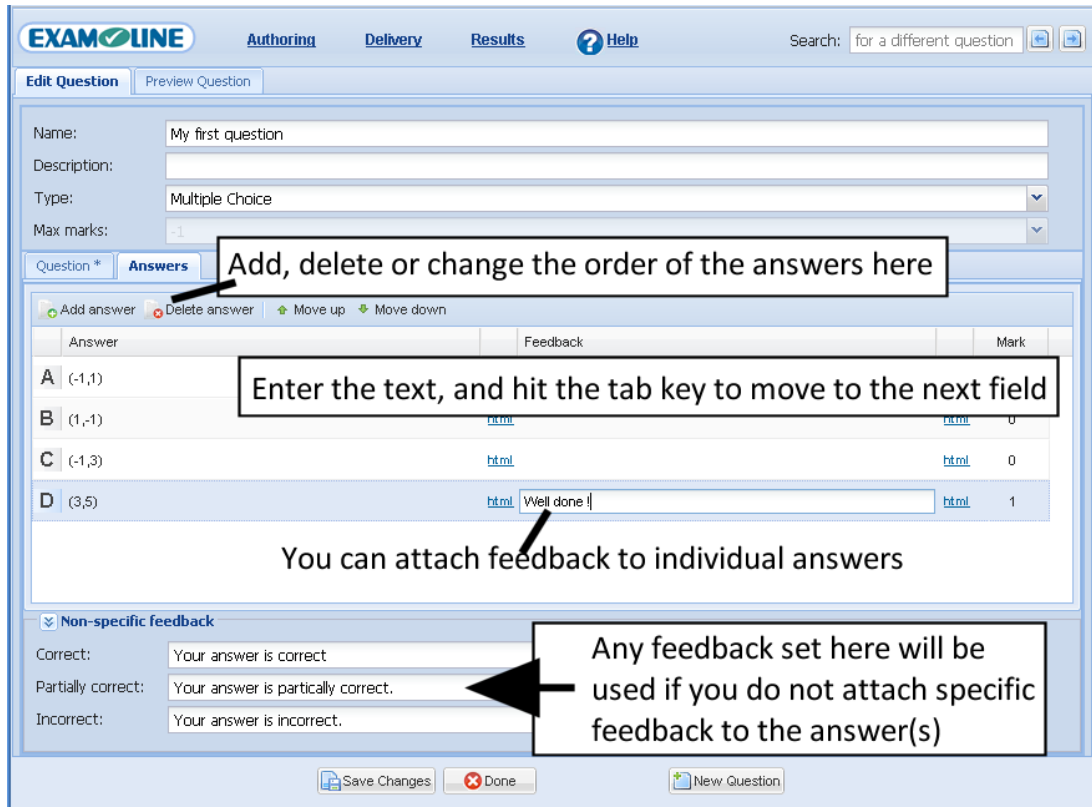 EXAM ONLINE Authoring Delivery Results Help Search: for a different question
Edit Question Preview Question
Name: My first question
Description:
Type: Multiple Choice
Max marks: -1
Question * Answers
Add, delete or change the order of the answers here
Add answer Delete answer Move up Move down
Answer Feedback Mark
A (-1,1)
Enter the text, and hit the tab key to move to the next field
B (1,-1) html html 0
C (-1,3) html html 0
D (3,5) html Well done ! html 1
You can attach feedback to individual answers
Non-specific feedback
Correct: Your answer is correct
Partially correct: Your answer is partically correct.
Incorrect: Your answer is incorrect.
Any feedback set here will be
used if you do not attach specific
feedback to the answer(s)
Save Changes Done New Question